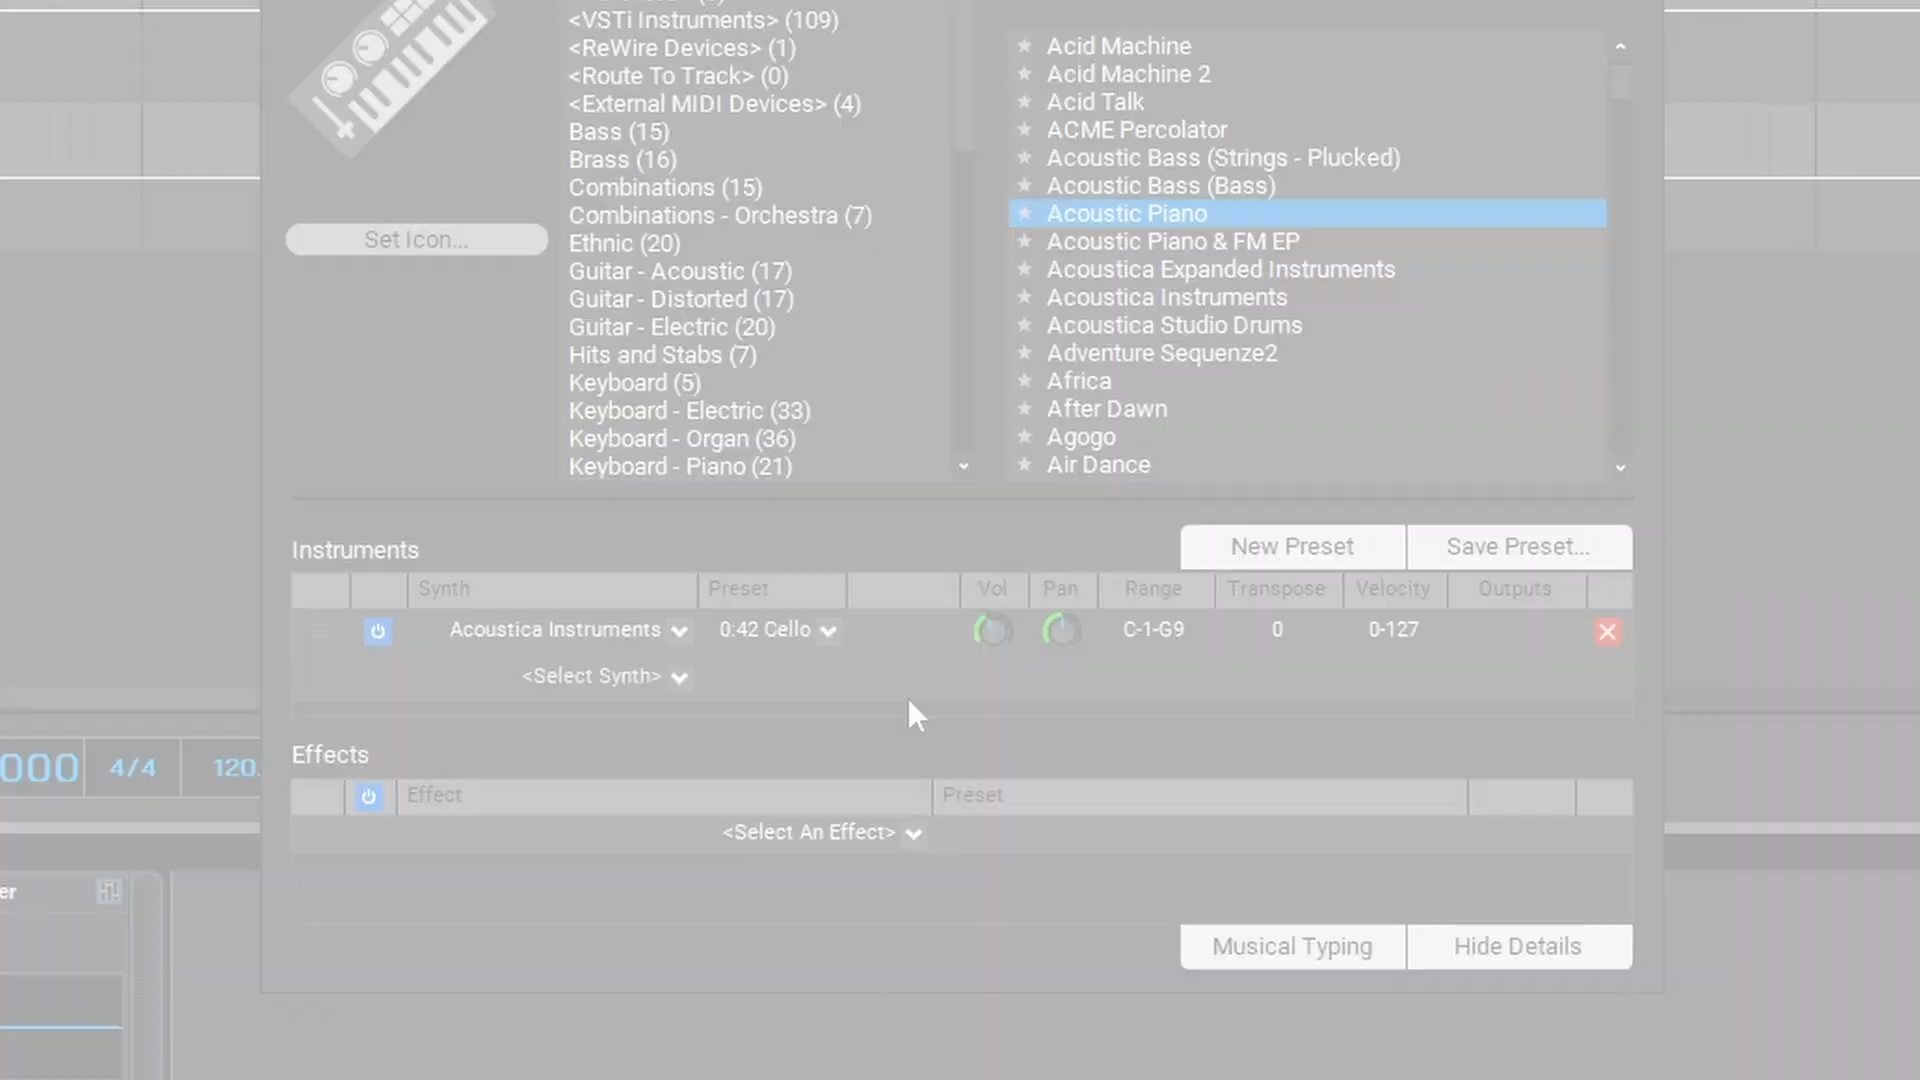 <VSTi Instruments> (109)
<ReWire Devices> (1)
<Route To Track> (0)
<External MIDI Devices> (4)
Bass (15)
Brass (16)
Combinations (15)
Combinations - Orchestra (7)
Ethnic (20)
Guitar - Acoustic (17)
Guitar - Distorted (17)
Guitar - Electric (20)
Hits and Stabs (7)
Keyboard (5)
Keyboard - Electric (33)
Keyboard - Organ (36)
Keyboard - Piano (21)
Acid Machine
Acid Machine 2
Acid Talk
ACME Percolator
Acoustic Bass (Strings - Plucked)
Acoustic Bass (Bass)
Acoustic Piano
Acoustic Piano & FM EP
Acoustica Expanded Instruments
Acoustica Instruments
Acoustica Studio Drums
Adventure Sequenze2
Africa
After Dawn
Agogo
Air Dance
Set Icon...
Instruments
New Preset
Save Preset...
Synth Preset Vol Pan Range Transpose Velocity Outputs
Acoustica Instruments 0:42 Cello C-1-G9 0 0-127
<Select Synth>
Effects
000 4/4 120.
Effect Preset
<Select An Effect>
er
Musical Typing
Hide Details